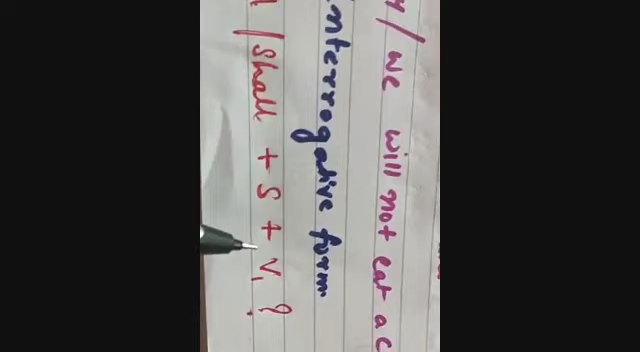 / we will not eat a
Interrogative form.
/ shall + S + V₁ ?